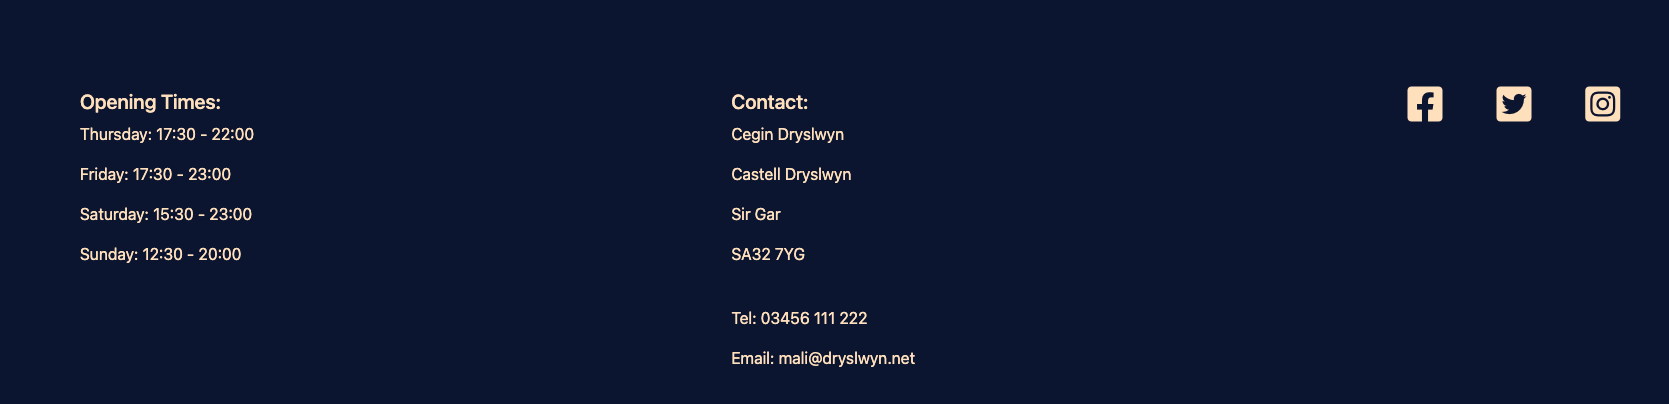 Opening Times:
Thursday: 17:30 - 22:00
Friday: 17:30 - 23:00
Saturday: 15:30 - 23:00
Sunday: 12:30 - 20:00
Contact:
Cegin Dryslwyn
Castell Dryslwyn
Sir Gar
SA32 7YG
Tel: 03456 111 222
Email: mali@dryslwyn.net